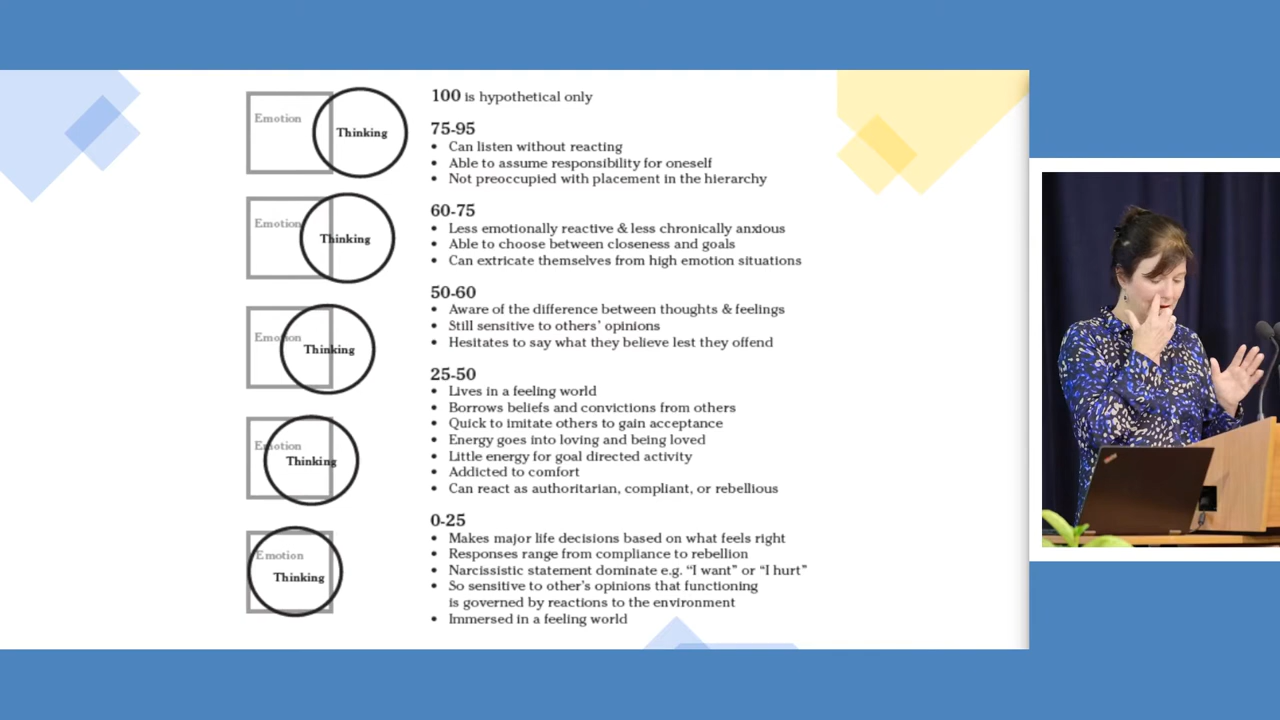 Emotion
Thinking
Emotion
Thinking
Emotion
Thinking
Emotion
Thinking
Emotion
Thinking
100 is hypothetical only
75-95
• Can listen without reacting
• Able to assume responsibility for oneself
• Not preoccupied with placement in the hierarchy
60-75
• Less emotionally reactive & less chronically anxious
• Able to choose between closeness and goals
• Can extricate themselves from high emotion situations
50-60
• Aware of the difference between thoughts & feelings
• Still sensitive to others’ opinions
• Hesitates to say what they believe lest they offend
25-50
• Lives in a feeling world
• Borrows beliefs and convictions from others
• Quick to imitate others to gain acceptance
• Energy goes into loving and being loved
• Little energy for goal directed activity
• Addicted to comfort
• Can react as authoritarian, compliant, or rebellious
0-25
• Makes major life decisions based on what feels right
• Responses range from compliance to rebellion
• Narcissistic statement dominate e.g. “I want” or “I hurt”
• So sensitive to other’s opinions that functioning
is governed by reactions to the environment
• Immersed in a feeling world